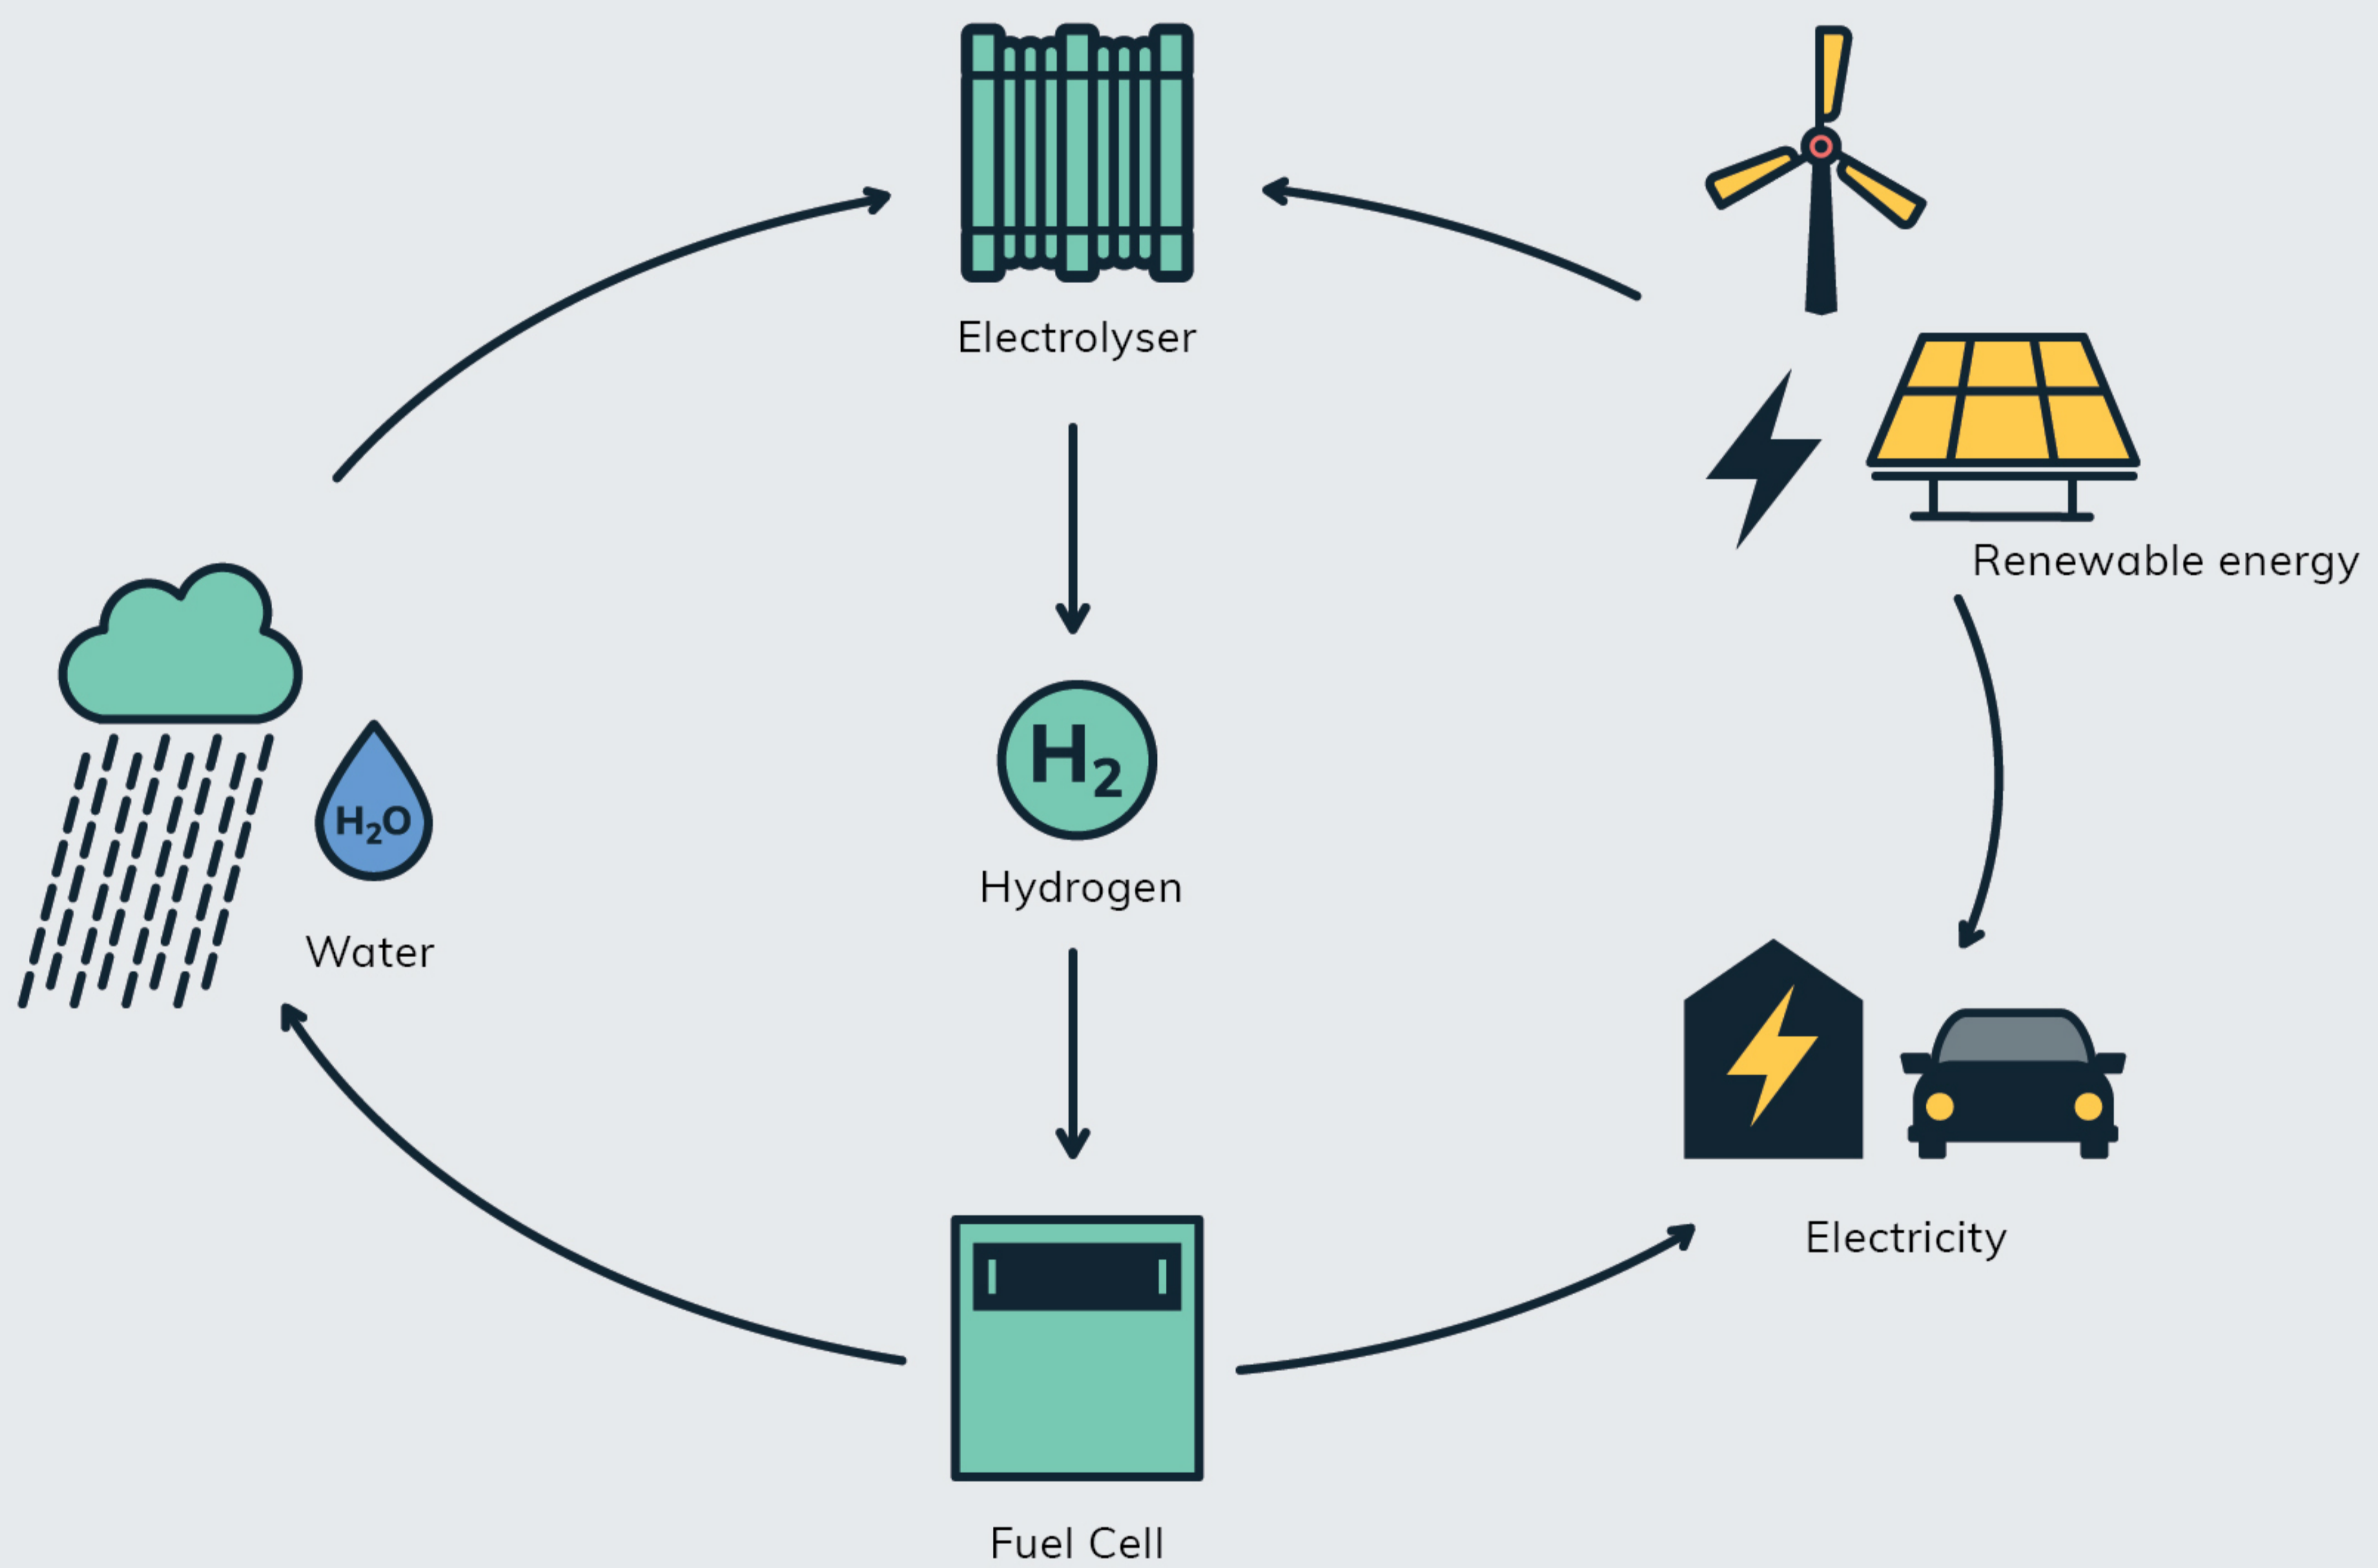 Electrolyser
Renewable energy
H₂
H₂O
Hydrogen
Water
Electricity
Fuel Cell